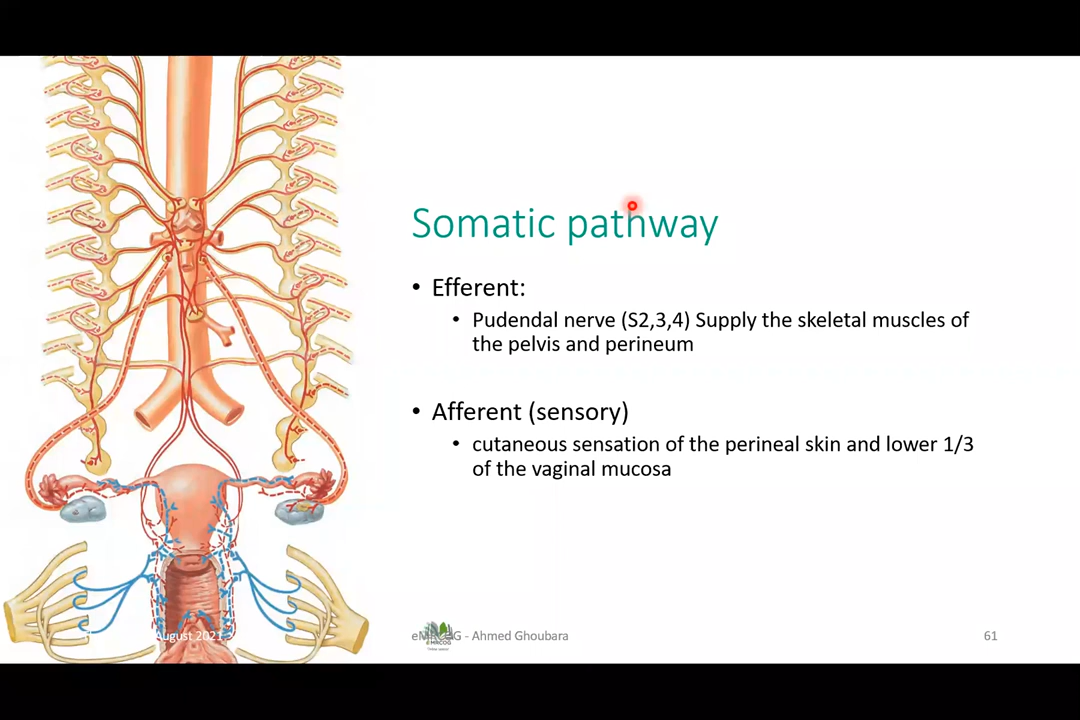 Somatic pathway
• Efferent:
• Pudendal nerve (S2,3,4) Supply the skeletal muscles of
the pelvis and perineum
• Afferent (sensory)
• cutaneous sensation of the perineal skin and lower 1/3
of the vaginal mucosa
August 2021
eMRCOG - Ahmed Ghoubara
61